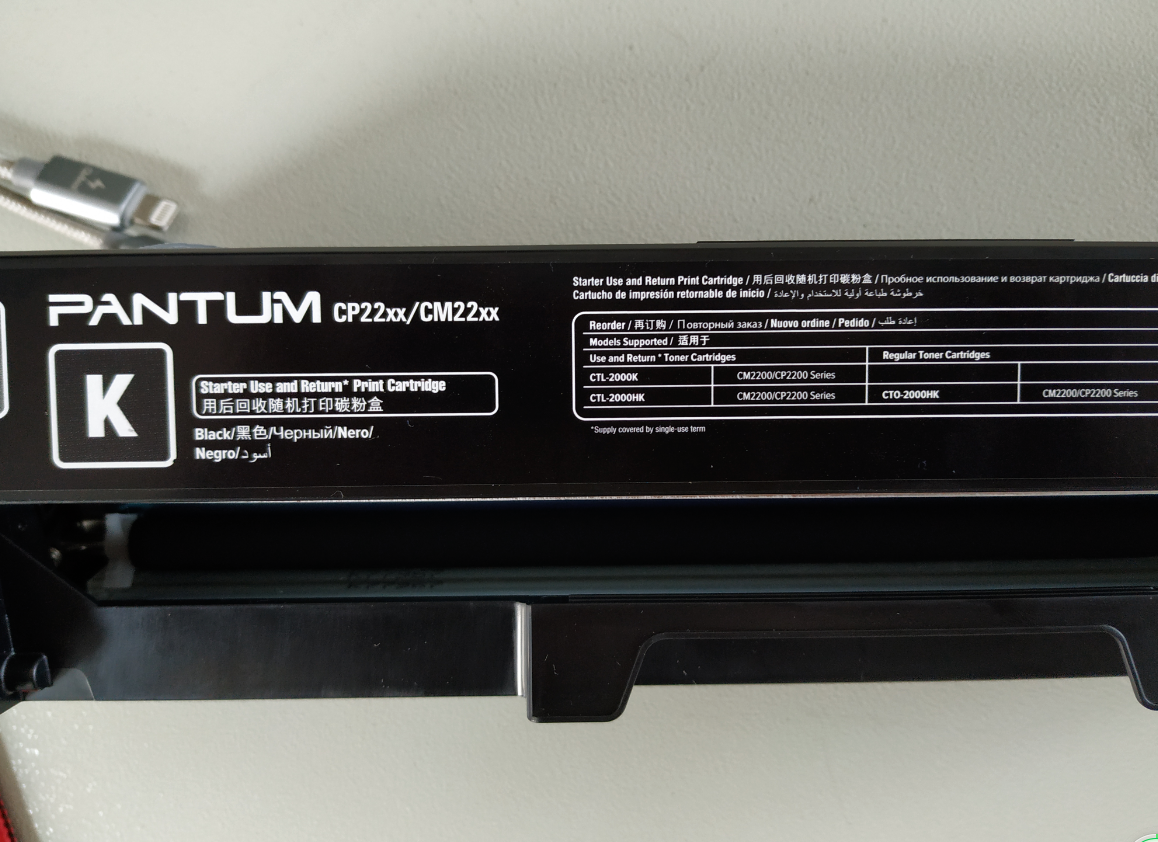 PANTUM CP22xx/CM22xx
K
Starter Use and Return* Print Cartridge
用后回收随机打印碳粉盒
Black/黑色/Черный/Nero/
Negro/أسود
Starter Use and Return Print Cartridge / 用后回收随机打印碳粉盒 / Пробное использование и возврат картриджа / Cartuccia di
Cartucho de impresión retornable de inicio / خرطوشة طباعة أولية للاستخدام والإعادة
Reorder / 再订购 / Повторный заказ / Nuovo ordine / Pedido / إعادة طلب
Models Supported / 适用于
Use and Return * Toner Cartridges Regular Toner Cartridges
CTL-2000K CM2200/CP2200 Series
CTL-2000HK CM2200/CP2200 Series CTO-2000HK CM2200/CP2200 Series
*Supply covered by single-use term